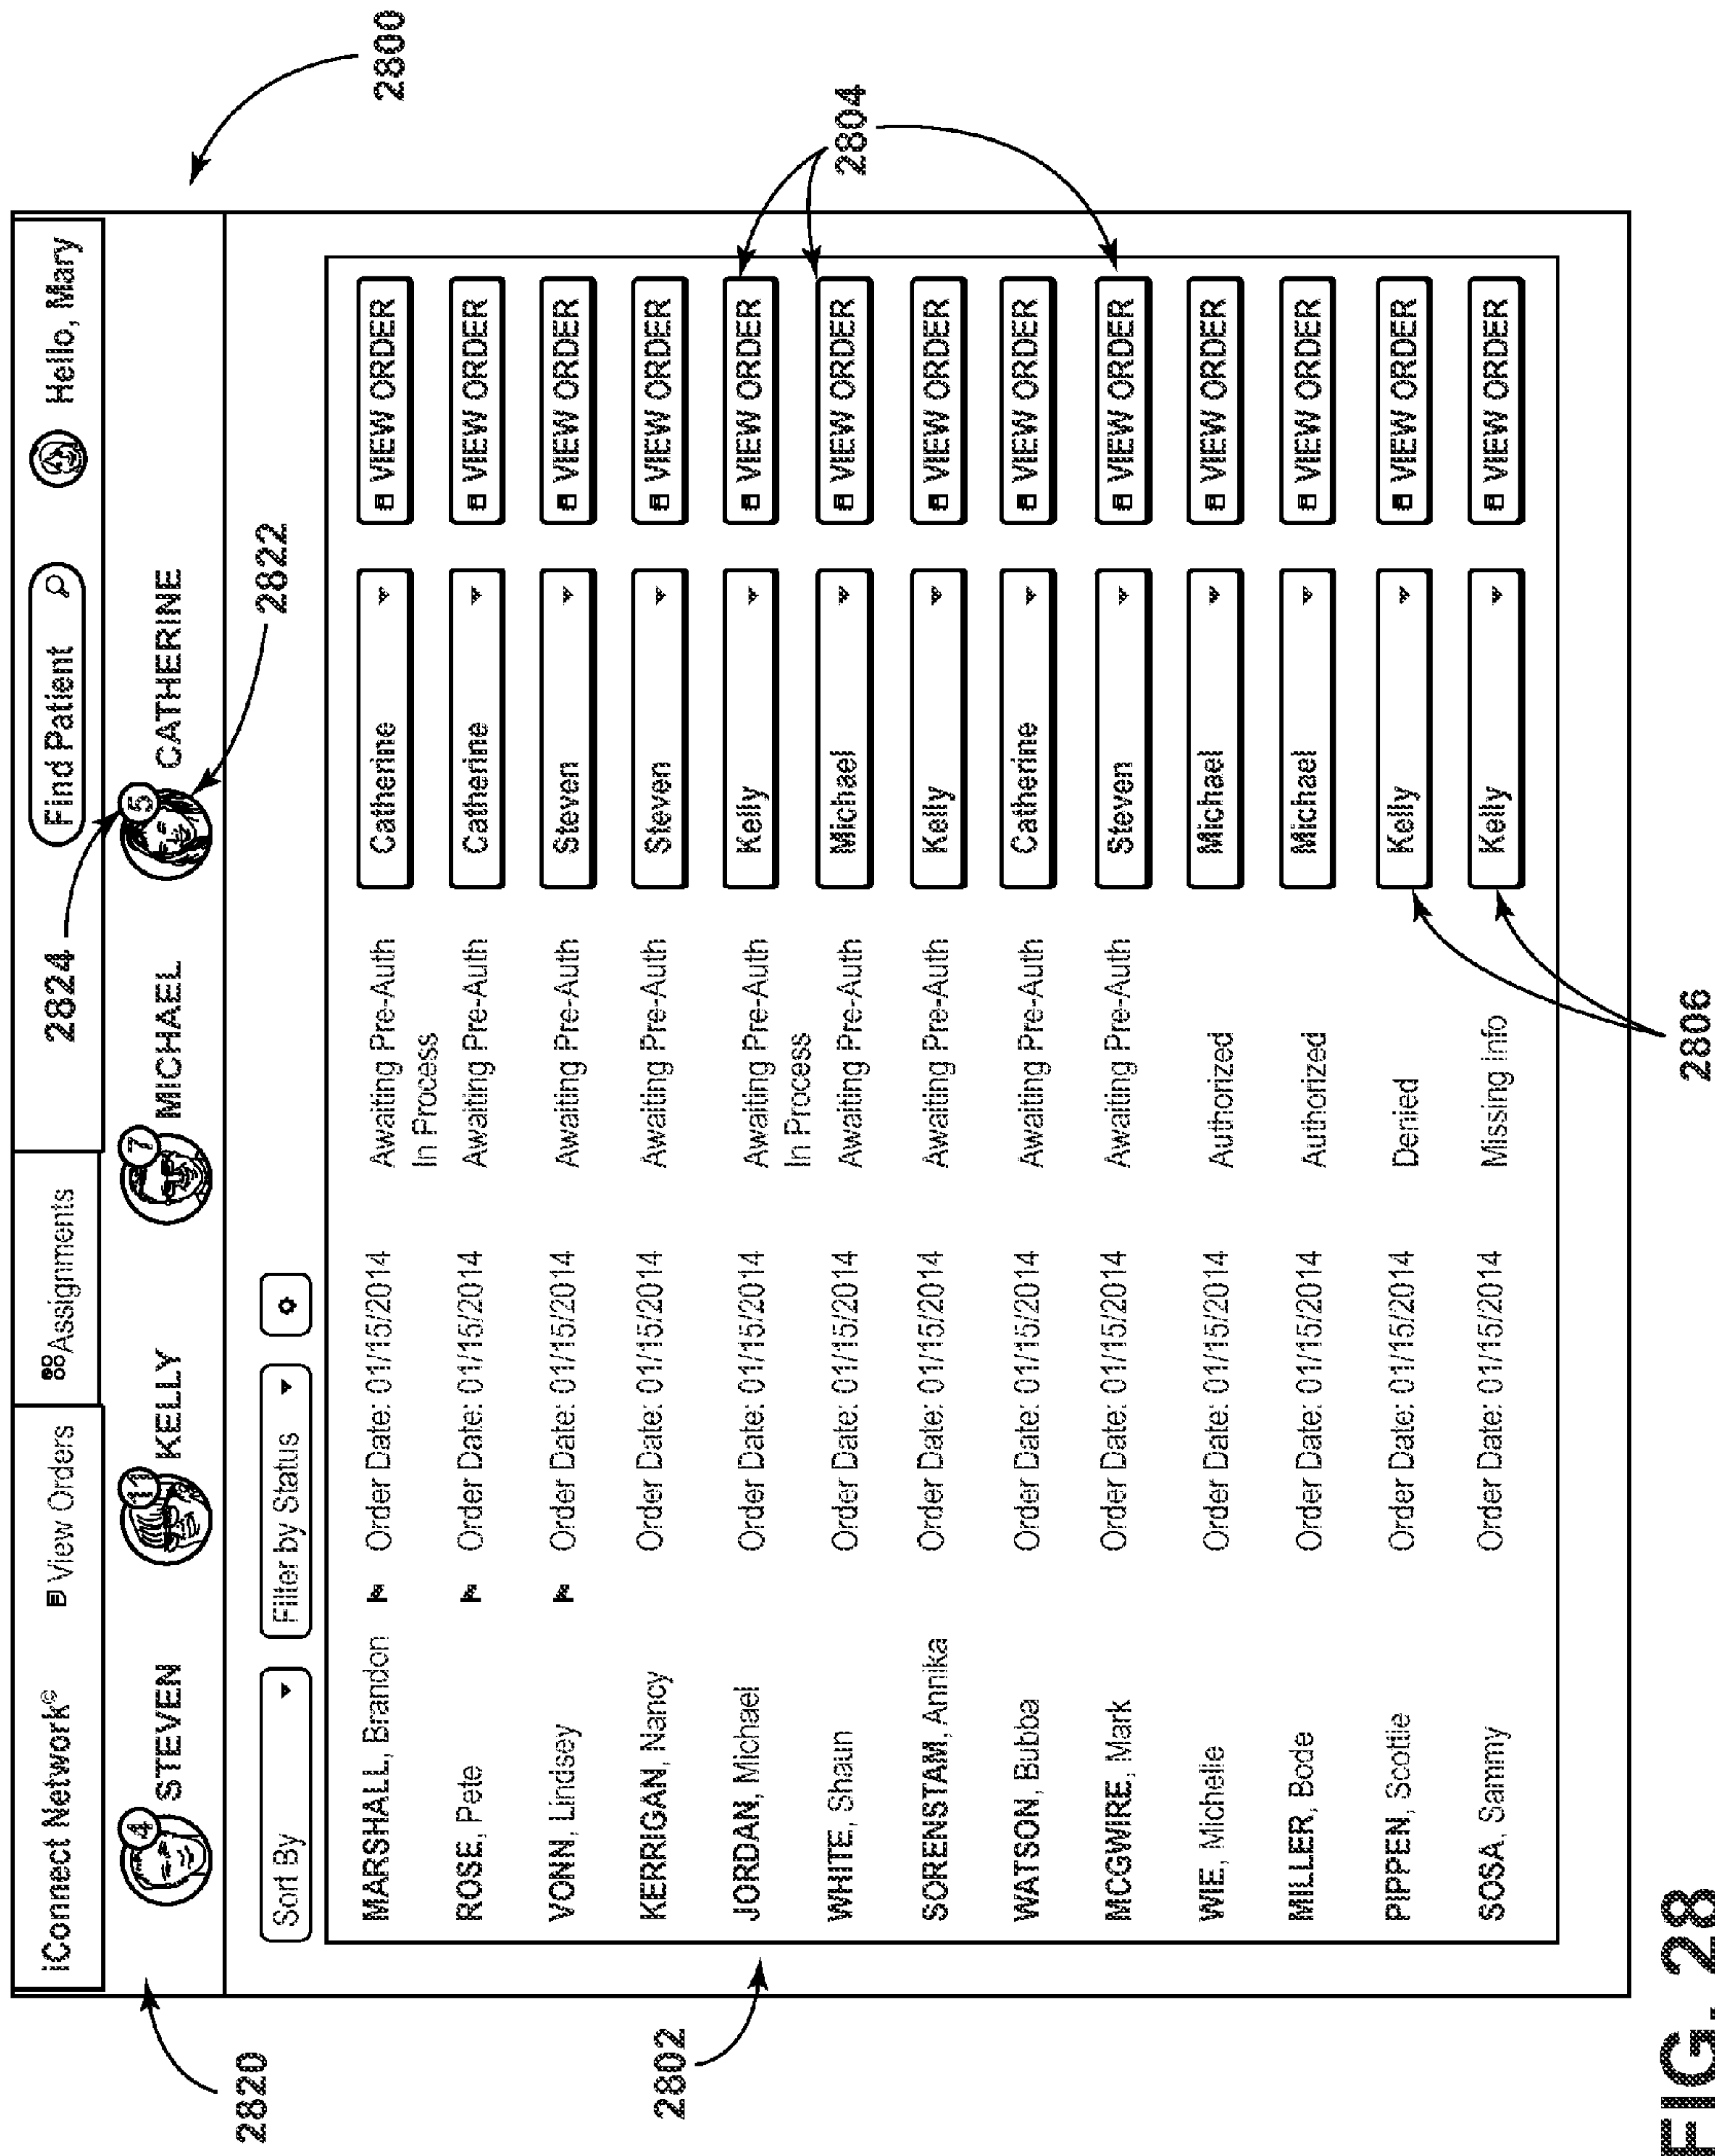 2800
iConnect Network© View Orders Assignments Find Patient Hello, Mary
2824
2820
4 STEVEN 11 KELLY 7 MICHAEL 5 CATHERINE
2822
Sort By Filter by Status
2802
MARSHALL, Brandon Order Date: 01/15/2014 Awaiting Pre-Auth Catherine VIEW ORDER
In Process
ROSE, Pete Order Date: 01/15/2014 Awaiting Pre-Auth Catherine VIEW ORDER
VONN, Lindsey Order Date: 01/15/2014 Awaiting Pre-Auth Steven VIEW ORDER
KERRIGAN, Nancy Order Date: 01/15/2014 Awaiting Pre-Auth Steven VIEW ORDER
JORDAN, Michael Order Date: 01/15/2014 Awaiting Pre-Auth Kelly VIEW ORDER
In Process
2804
WHITE, Shaun Order Date: 01/15/2014 Awaiting Pre-Auth Michael VIEW ORDER
SORENSTAM, Annika Order Date: 01/15/2014 Awaiting Pre-Auth Kelly VIEW ORDER
WATSON, Bubba Order Date: 01/15/2014 Awaiting Pre-Auth Catherine VIEW ORDER
MCGWIRE, Mark Order Date: 01/15/2014 Awaiting Pre-Auth Steven VIEW ORDER
WIE, Michelle Order Date: 01/15/2014 Authorized Michael VIEW ORDER
MILLER, Bode Order Date: 01/15/2014 Authorized Michael VIEW ORDER
PIPPEN, Scottie Order Date: 01/15/2014 Denied Kelly VIEW ORDER
SOSA, Sammy Order Date: 01/15/2014 Missing Info Kelly VIEW ORDER
2806
FIG. 28